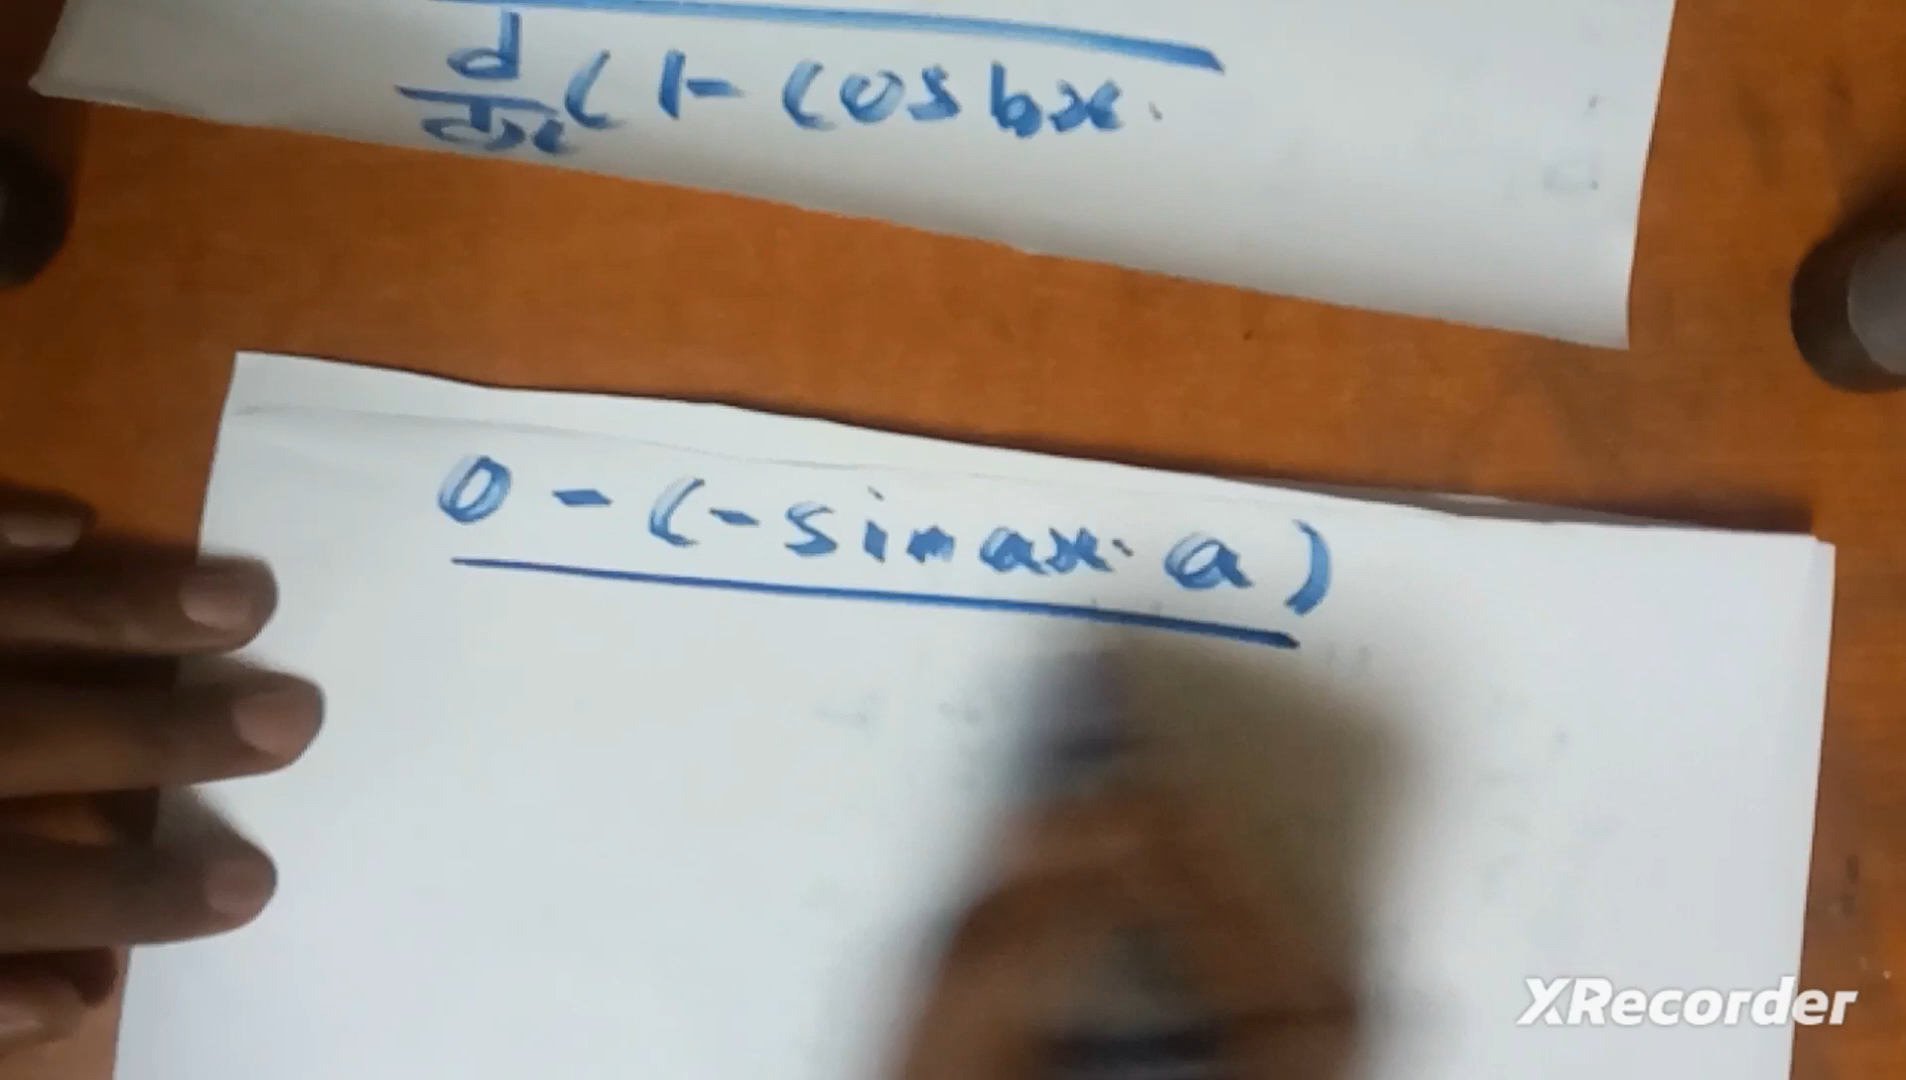 d
dx ( 1 - cos bx
0 - ( - sin ax . a )
XRecorder